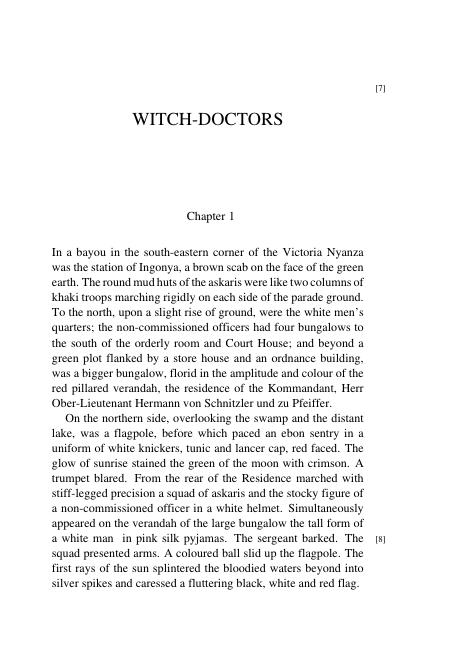 [7]
WITCH-DOCTORS
Chapter 1
In a bayou in the south-eastern corner of the Victoria Nyanza
was the station of Ingonya, a brown scab on the face of the green
earth. The round mud huts of the askaris were like two columns of
khaki troops marching rigidly on each side of the parade ground.
To the north, upon a slight rise of ground, were the white men's
quarters; the non-commissioned officers had four bungalows to
the south of the orderly room and Court House; and beyond a
green plot flanked by a store house and an ordnance building,
was a bigger bungalow, florid in the amplitude and colour of the
red pillared verandah, the residence of the Kommandant, Herr
Ober-Lieutenant Hermann von Schnitzler und zu Pfeiffer.
On the northern side, overlooking the swamp and the distant
lake, was a flagpole, before which paced an ebon sentry in a
uniform of white knickers, tunic and lancer cap, red faced. The
glow of sunrise stained the green of the moon with crimson. A
trumpet blared. From the rear of the Residence marched with
stiff-legged precision a squad of askaris and the stocky figure of
a non-commissioned officer in a white helmet. Simultaneously
appeared on the verandah of the large bungalow the tall form of
a white man in pink silk pyjamas. The sergeant barked. The [8]
squad presented arms. A coloured ball slid up the flagpole. The
first rays of the sun splintered the bloodied waters beyond into
silver spikes and caressed a fluttering black, white and red flag.